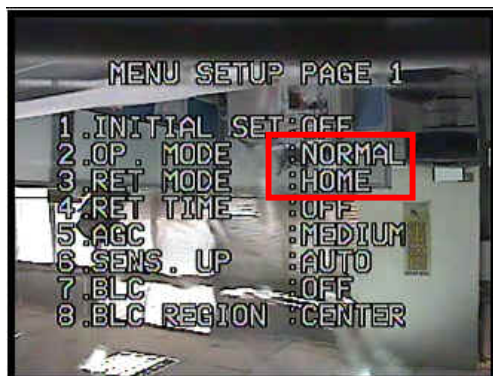 MENU SETUP PAGE 1
1.INITIAL SET:OFF
2.OP. MODE :NORMAL
3.RET MODE :HOME
4.RET TIME :OFF
5.AGC :MEDIUM
6.SENS. UP :AUTO
7.BLC :OFF
8.BLC REGION :CENTER